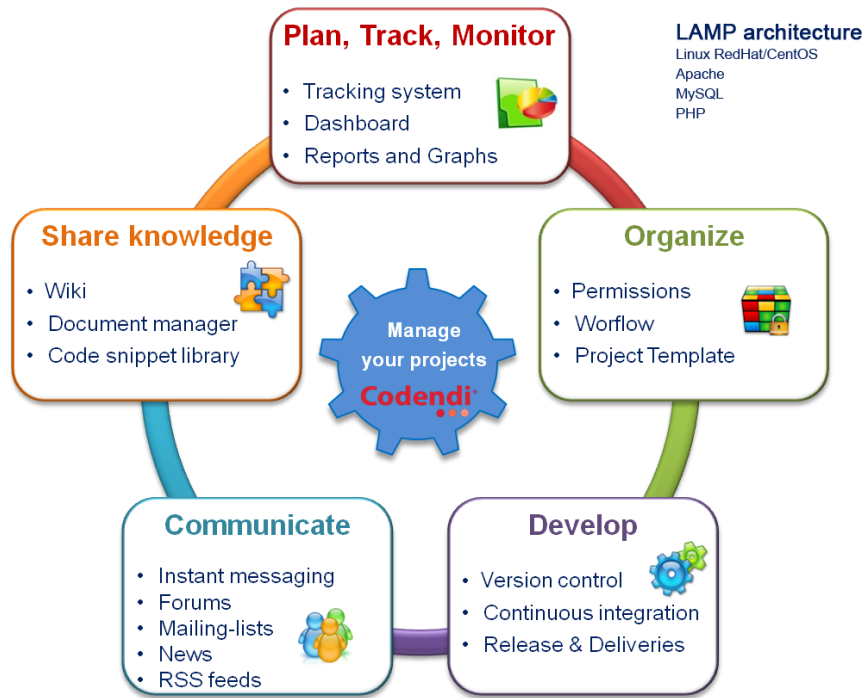 Plan, Track, Monitor
• Tracking system
• Dashboard
• Reports and Graphs
LAMP architecture
Linux RedHat/CentOS
Apache
MySQL
PHP
Share knowledge
• Wiki
• Document manager
• Code snippet library
Organize
• Permissions
• Worflow
• Project Template
Manage
your projects
Codendi
Communicate
• Instant messaging
• Forums
• Mailing-lists
• News
• RSS feeds
Develop
• Version control
• Continuous integration
• Release & Deliveries